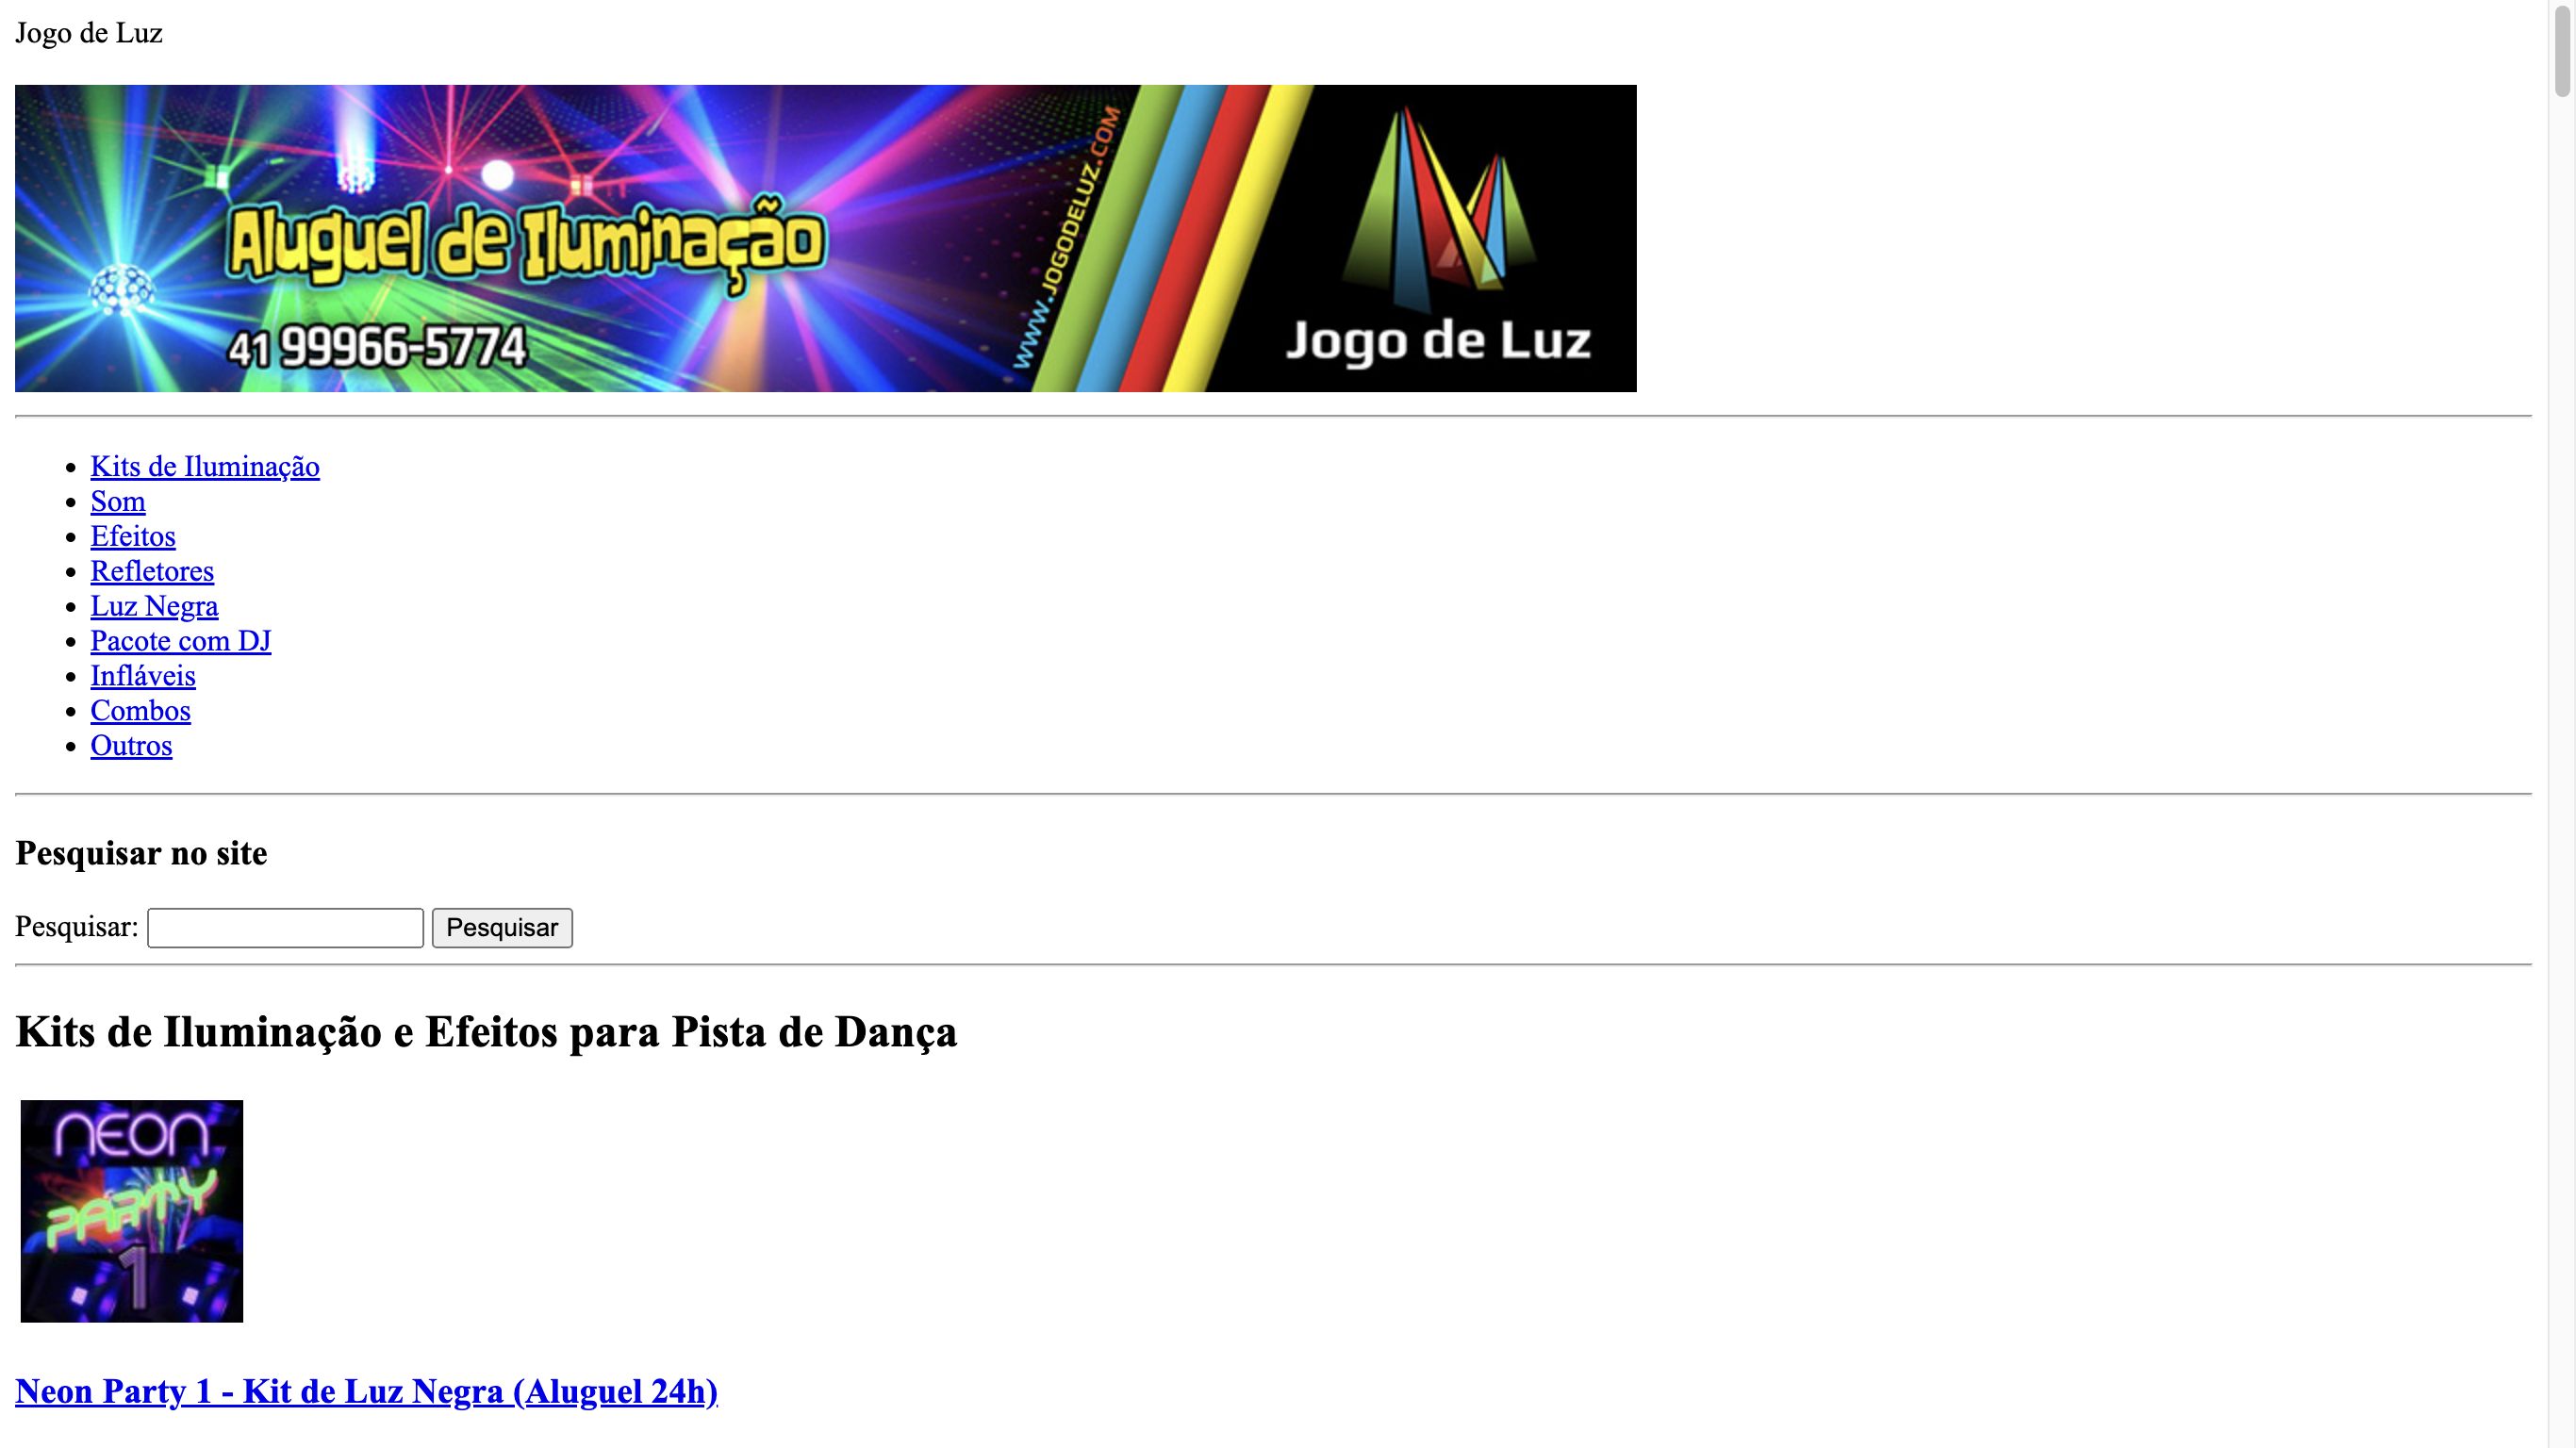 Jogo de Luz
Aluguel de Iluminação
41 99966-5774
www.JOGODELUZ.COM
Jogo de Luz
Kits de Iluminação
Som
Efeitos
Refletores
Luz Negra
Pacote com DJ
Infláveis
Combos
Outros
Pesquisar no site
Pesquisar: Pesquisar
Kits de Iluminação e Efeitos para Pista de Dança
NEON
PARTY
1
Neon Party 1 - Kit de Luz Negra (Aluguel 24h)